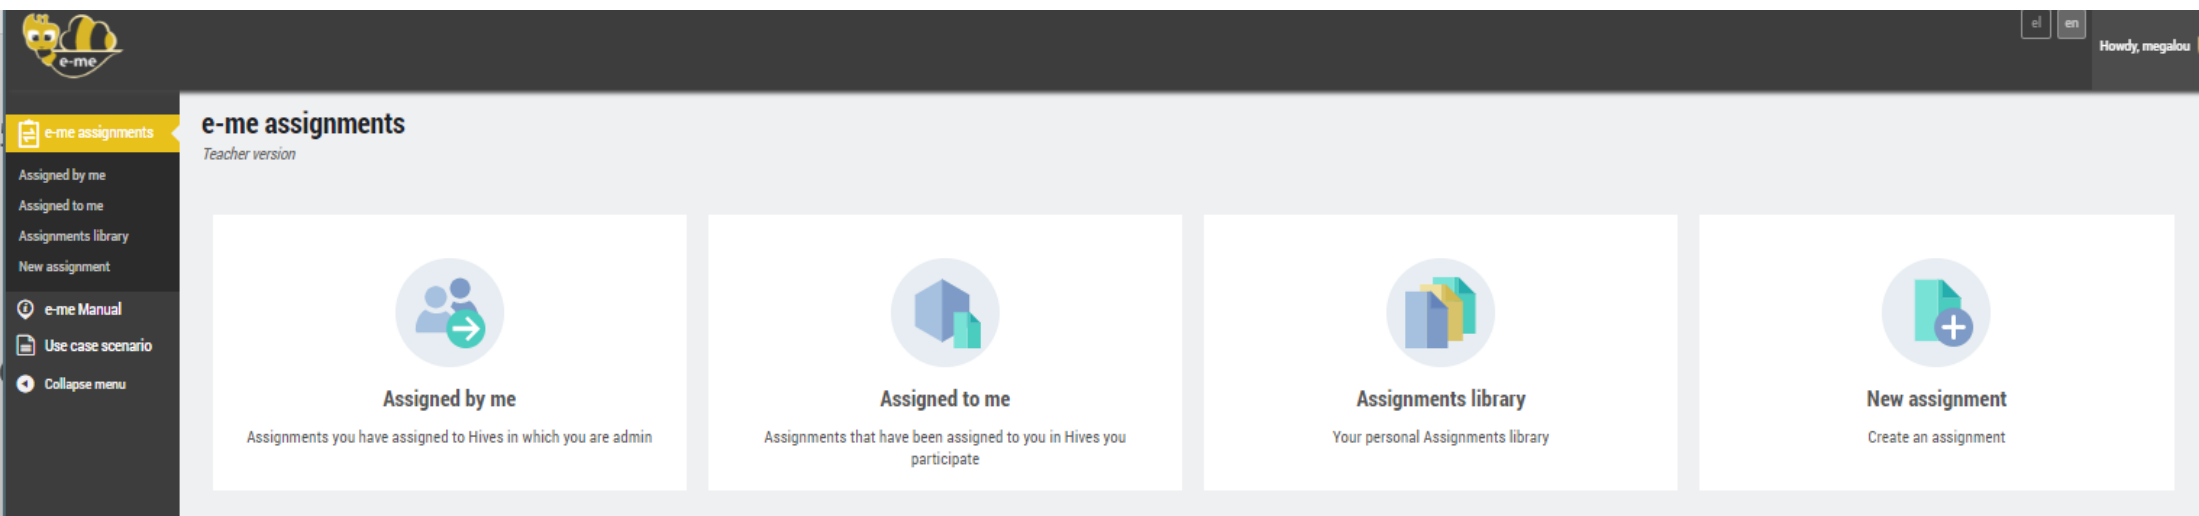 e-me
el en
Howdy, megalou
e-me assignments
Assigned by me
Assigned to me
Assignments library
New assignment
e-me Manual
Use case scenario
Collapse menu
e-me assignments
Teacher version
Assigned by me
Assignments you have assigned to Hives in which you are admin
Assigned to me
Assignments that have been assigned to you in Hives you
participate
Assignments library
Your personal Assignments library
New assignment
Create an assignment